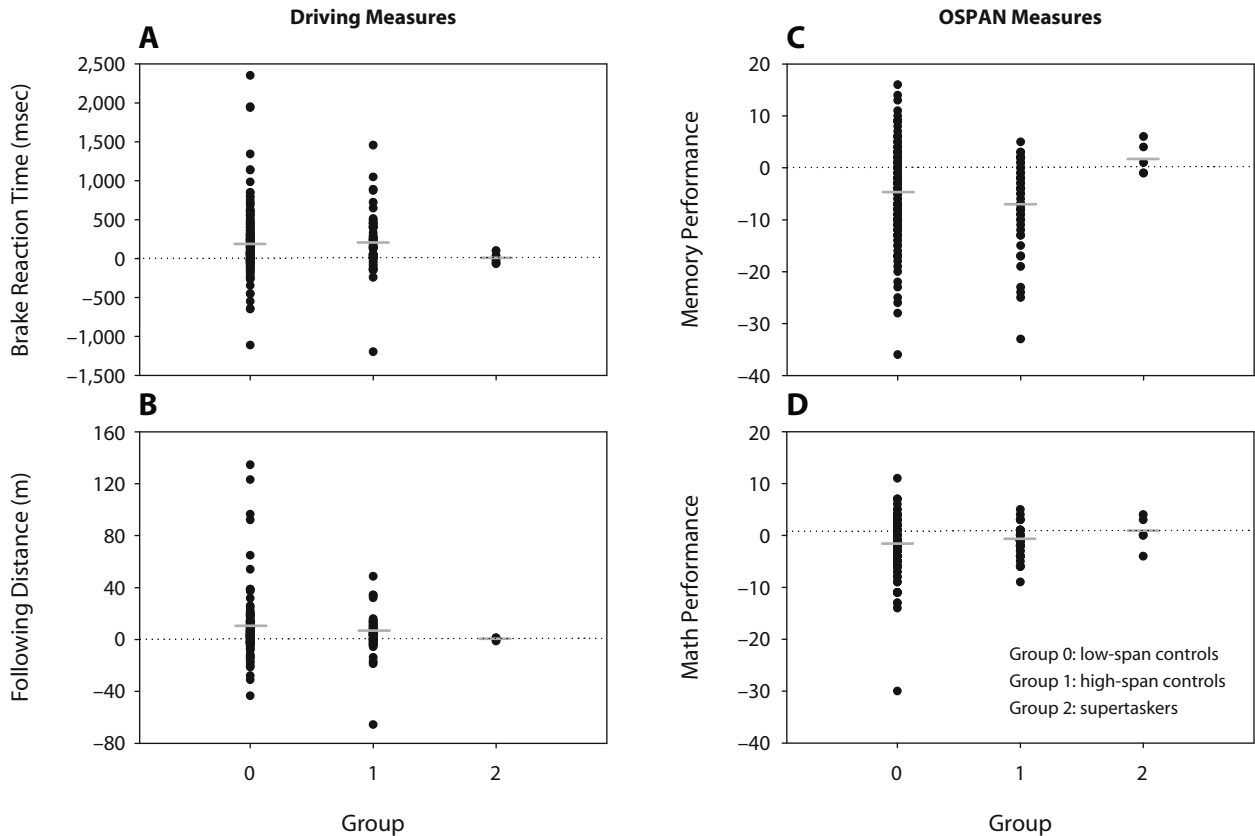 Driving Measures
OSPAN Measures
A
Brake Reaction Time (msec)
2,500
2,000
1,500
1,000
500
0
–500
–1,000
–1,500
B
Following Distance (m)
160
120
80
40
0
–40
–80
0
1
2
Group
C
Memory Performance
20
10
0
–10
–20
–30
–40
D
Math Performance
20
10
0
–10
–20
–30
–40
Group 0: low-span controls
Group 1: high-span controls
Group 2: supertaskers
0
1
2
Group